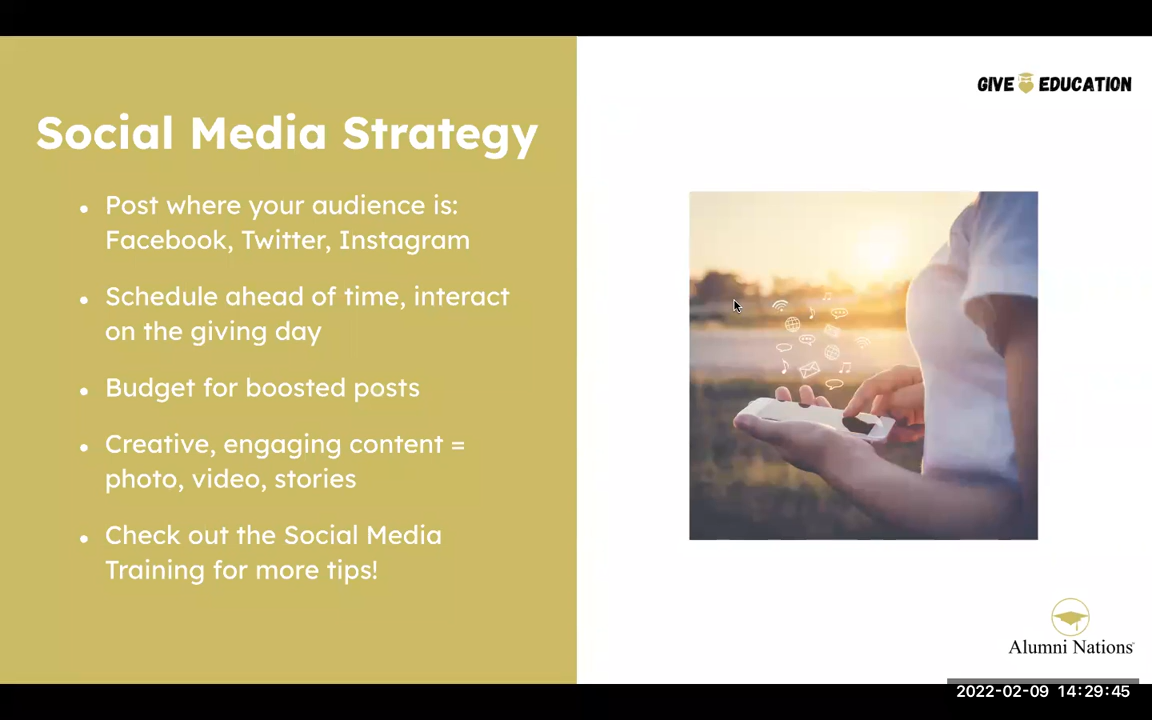 GIVE EDUCATION
Social Media Strategy
Post where your audience is:
Facebook, Twitter, Instagram
Schedule ahead of time, interact
on the giving day
Budget for boosted posts
Creative, engaging content =
photo, video, stories
Check out the Social Media
Training for more tips!
Alumni Nations
2022-02-09 14:29:45